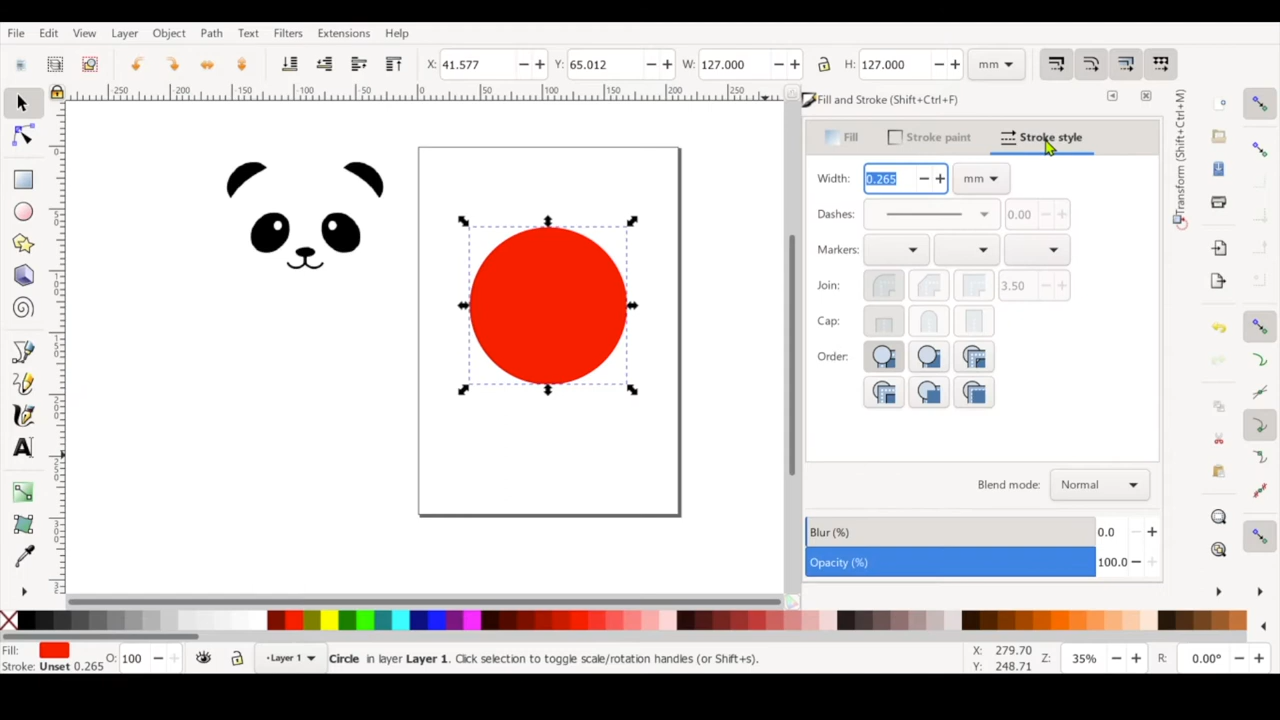 File Edit View Layer Object Path Text Filters Extensions Help
X: 41.577 Y: 65.012 W: 127.000 H: 127.000 mm
Fill and Stroke (Shift+Ctrl+F)
Fill Stroke paint Stroke style
Width: 0.265 mm
Dashes: 0.00
Markers:
Join: 3.50
Cap:
Order:
Blend mode: Normal
Blur (%) 0.0
Opacity (%) 100.0
Transform (Shift+Ctrl+M)
Fill:
Stroke: Unset 0.265
O: 100
Layer 1
Circle in layer Layer 1. Click selection to toggle scale/rotation handles (or Shift+s).
X: 279.70
Y: 248.71
Z: 35%
R: 0.00°